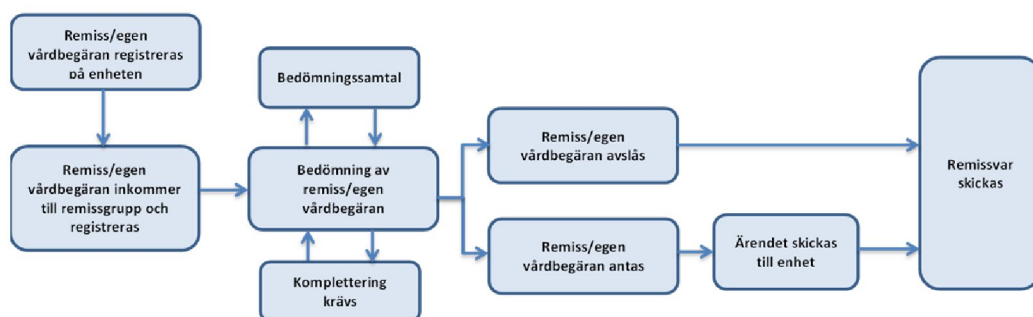 Remiss/egen
vårdbegäran registreras
på enheten
Remiss/egen
vårdbegäran inkommer
till remissgrupp och
registreras
Bedömningssamtal
Bedömning av
remiss/egen
vårdbegäran
Komplettering
krävs
Remiss/egen
vårdbegäran avslås
Remiss/egen
vårdbegäran antas
Ärendet skickas
till enhet
Remissvar
skickas